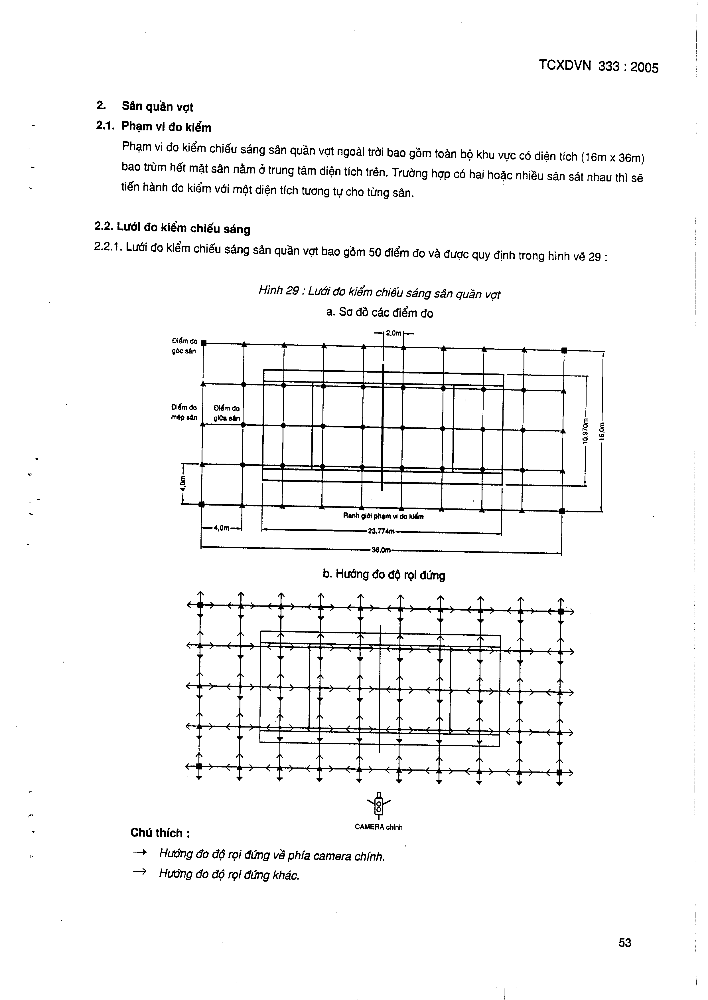 TCXDVN 333 : 2005
2. Sân quần vợt
2.1. Phạm vi đo kiểm
Phạm vi đo kiểm chiếu sáng sân quần vợt ngoài trời bao gồm toàn bộ khu vực có diện tích (16m x 36m)
bao trùm hết mặt sân nằm ở trung tâm diện tích trên. Trường hợp có hai hoặc nhiều sân sát nhau thì sẽ
tiến hành đo kiểm với một diện tích tương tự cho từng sân.
2.2. Lưới đo kiểm chiếu sáng
2.2.1. Lưới đo kiểm chiếu sáng sân quần vợt bao gồm 50 điểm đo và được quy định trong hình vẽ 29 :
Hình 29 : Lưới đo kiểm chiếu sáng sân quần vợt
a. Sơ đồ các điểm đo
2,0m
Điểm đo
góc sân
Điểm đo
mép sân
Điểm đo
giữa sân
10,970m
16,0m
4,0m
Ranh giới phạm vi đo kiểm
4,0m
23,774m
36,0m
b. Hướng đo độ rọi đứng
CAMERA chính
Chú thích :
Hướng đo độ rọi đứng về phía camera chính.
Hướng đo độ rọi đứng khác.
53